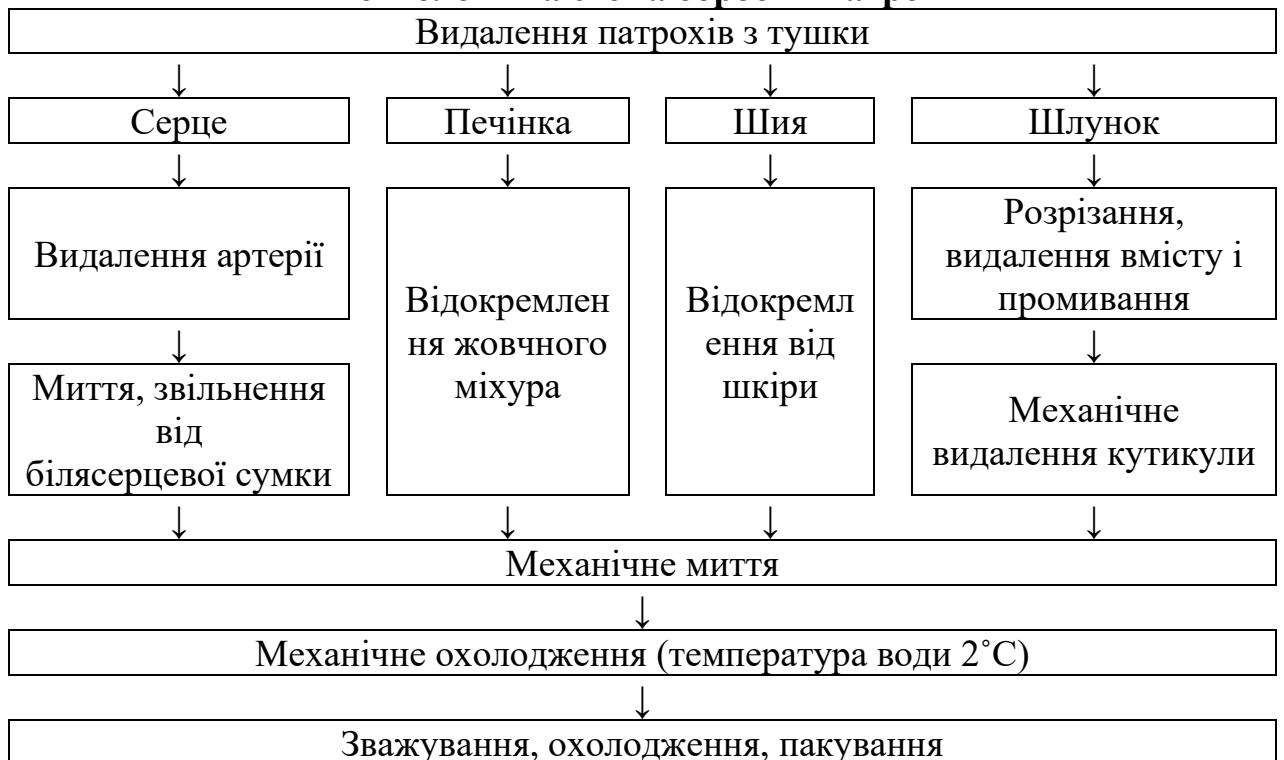 Видалення патрохів з тушки
↓ ↓ ↓ ↓
Серце Печінка Шия Шлунок
↓ ↓ ↓ ↓
Видалення артерії
Відокремлен
ня жовчного
міхура
Відокремл
ення від
шкіри
Розрізання,
видалення вмісту і
промивання
↓ ↓
Миття, звільнення
від
білясерцевої сумки
Механічне
видалення кутикули
↓ ↓ ↓ ↓
Механічне миття
↓
Механічне охолодження (температура води 2˚С)
↓
Зважування, охолодження, пакування